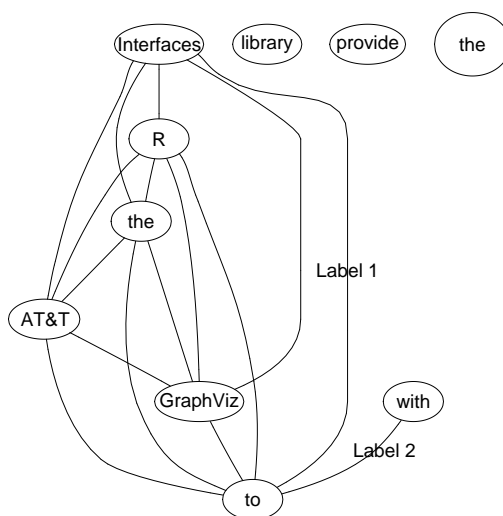 Interfaces library provide the
R
the
Label 1
AT&T
GraphViz with
Label 2
to